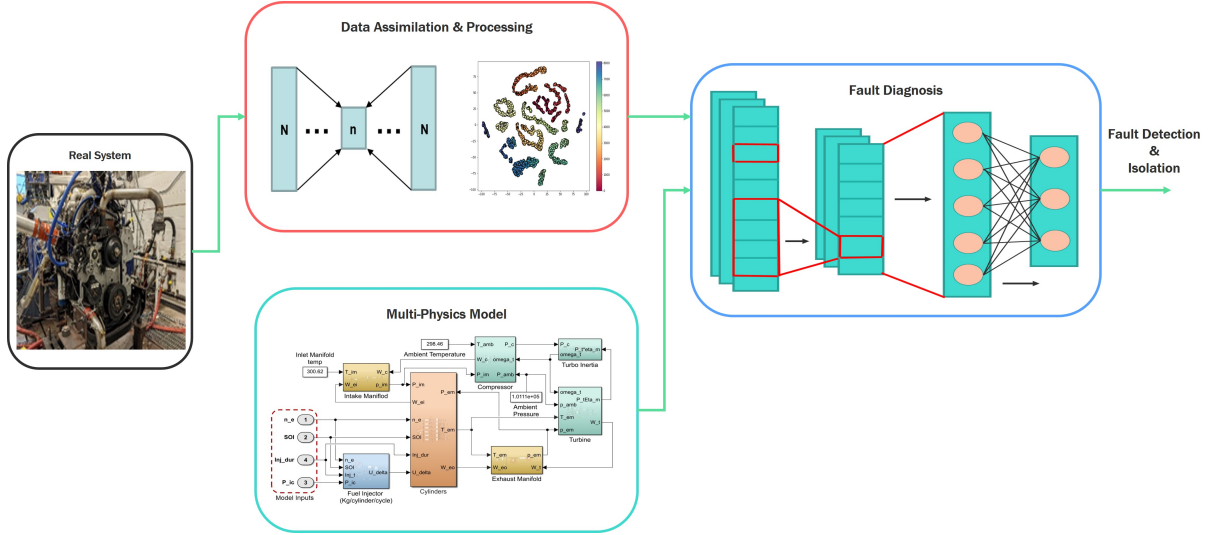 Data Assimilation & Processing
N
n
N
Real System
Fault Diagnosis
Fault Detection
&
Isolation
Multi-Physics Model
Inlet Manifold
temp
300.62
298.46
Ambient Temperature
T_im
W_ei
W_c
p_im
Intake Manifold
T_amb
W_c
P_im
P_c
omega_t
P_amb
Compressor
P_c
omega_t
Turbo Inertia
1.0111e+05
Ambient
Pressure
omega_t
p_amb
T_em
p_em
P_tEta_m
W_t
Turbine
P_im
W_ei
n_e
SOI
Inj_dur
U_delta
P_em
T_em
W_eo
Cylinders
n_e
1
SOI
2
Inj_dur
4
P_ic
3
Model Inputs
n_e
SOI
Inj_t
U_delta
Fuel Injector
(Kg/cylinder/cycle)
T_em
W_eo
p_em
W_t
Exhaust Manifold